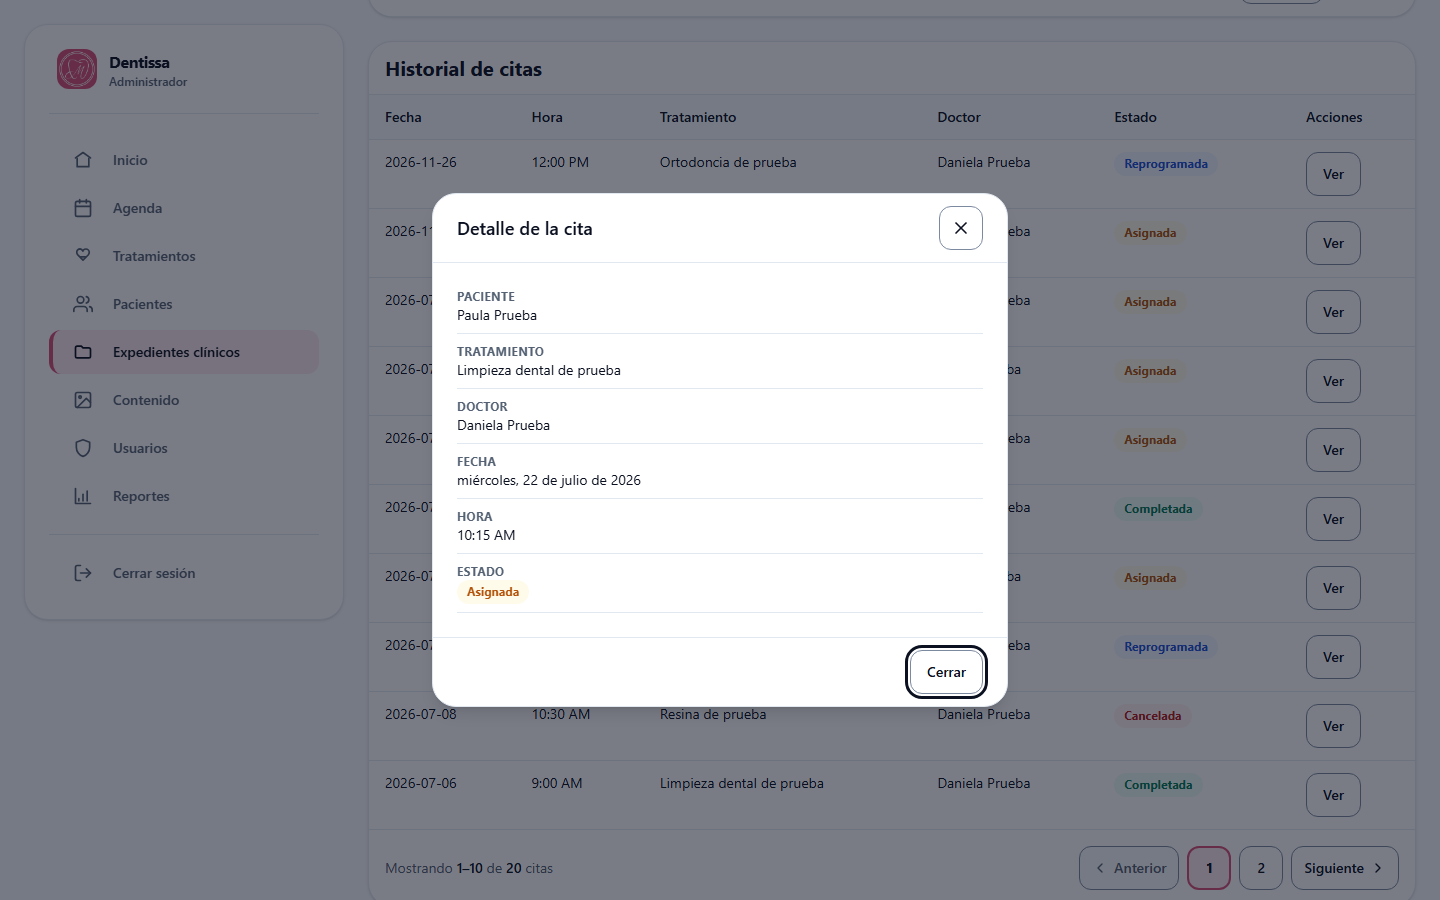 Dentissa
Administrador
Inicio
Agenda
Tratamientos
Pacientes
Expedientes clínicos
Contenido
Usuarios
Reportes
Cerrar sesión
Historial de citas
Fecha Hora Tratamiento Doctor Estado Acciones
2026-11-26 12:00 PM Ortodoncia de prueba Daniela Prueba Reprogramada Ver
Asignada Ver
Asignada Ver
Asignada Ver
Asignada Ver
Completada Ver
Asignada Ver
Reprogramada Ver
2026-07-08 10:30 AM Resina de prueba Daniela Prueba Cancelada Ver
2026-07-06 9:00 AM Limpieza dental de prueba Daniela Prueba Completada Ver
Mostrando 1–10 de 20 citas
Anterior 1 2 Siguiente
Detalle de la cita
PACIENTE
Paula Prueba
TRATAMIENTO
Limpieza dental de prueba
DOCTOR
Daniela Prueba
FECHA
miércoles, 22 de julio de 2026
HORA
10:15 AM
ESTADO
Asignada
Cerrar